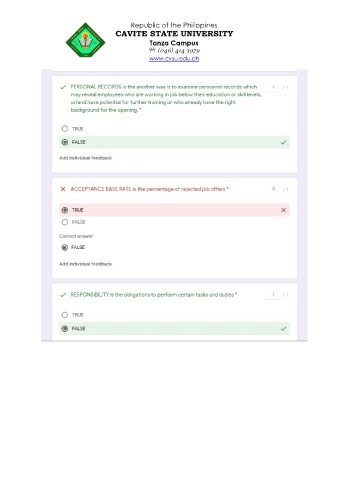 Republic of the Philippines
CAVITE STATE UNIVERSITY
Tanza Campus
☏ (046) 414-3979
www.cvsu.edu.ph
PERSONAL RECORDS is the another way is to examine personal records which
may reveal employees who are working in job below their education or skill levels,
or/and have potential for further training or who already have the right
background for the opening. *
1 / 1
TRUE
FALSE
Add individual feedback
ACCEPTANCE BASE RATE is the percentage of rejected job offers *
0 / 1
TRUE
FALSE
Correct answer
FALSE
Add individual feedback
RESPONSIBILITY is the obligations to perform certain tasks and duties *
1 / 1
TRUE
FALSE